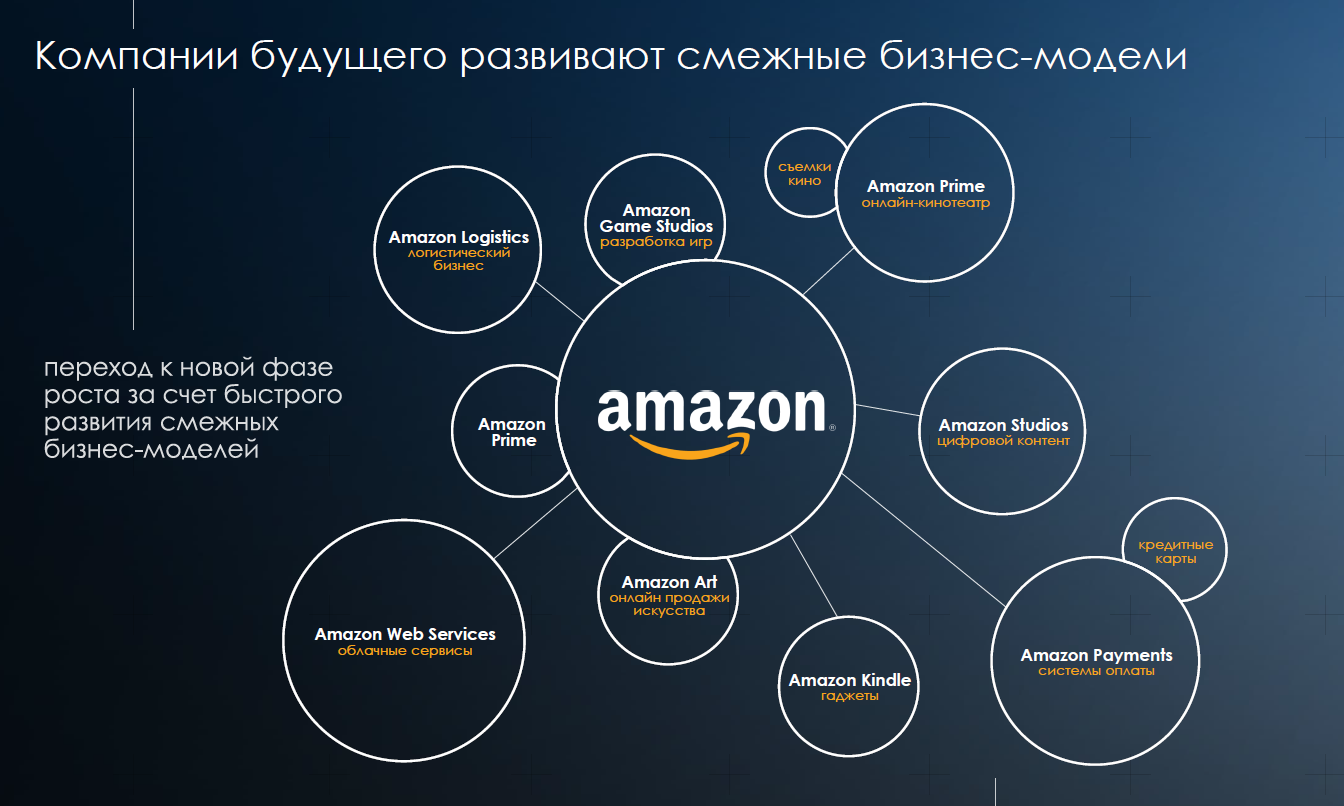 Компании будущего развивают смежные бизнес-модели
съемки
кино
Amazon Prime
онлайн-кинотеатр
Amazon
Game Studios
разработка игр
Amazon Logistics
логистический
бизнес
переход к новой фазе
роста за счет быстрого
развития смежных
бизнес-моделей
Amazon
Prime
amazon®
Amazon Studios
цифровой контент
кредитные
карты
Amazon Art
онлайн продажи
искусства
Amazon Web Services
облачные сервисы
Amazon Kindle
гаджеты
Amazon Payments
системы оплаты